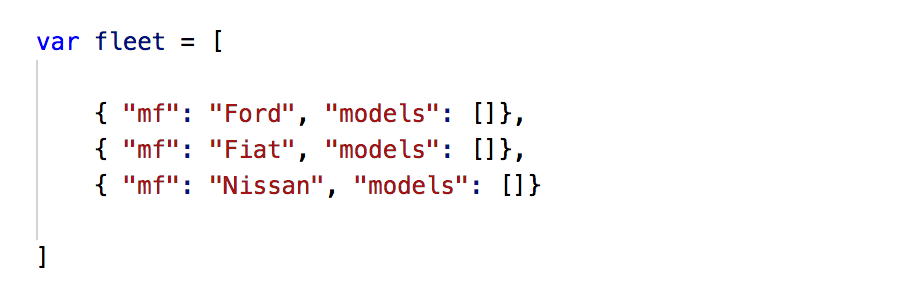 var fleet = [
{ "mf": "Ford", "models": []},
{ "mf": "Fiat", "models": []},
{ "mf": "Nissan", "models": []}
]